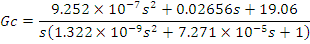 Gc = \frac{9.252 × 10^{-7}s^2 + 0.02656s + 19.06}{s(1.322 × 10^{-9}s^2 + 7.271 × 10^{-5}s + 1)}